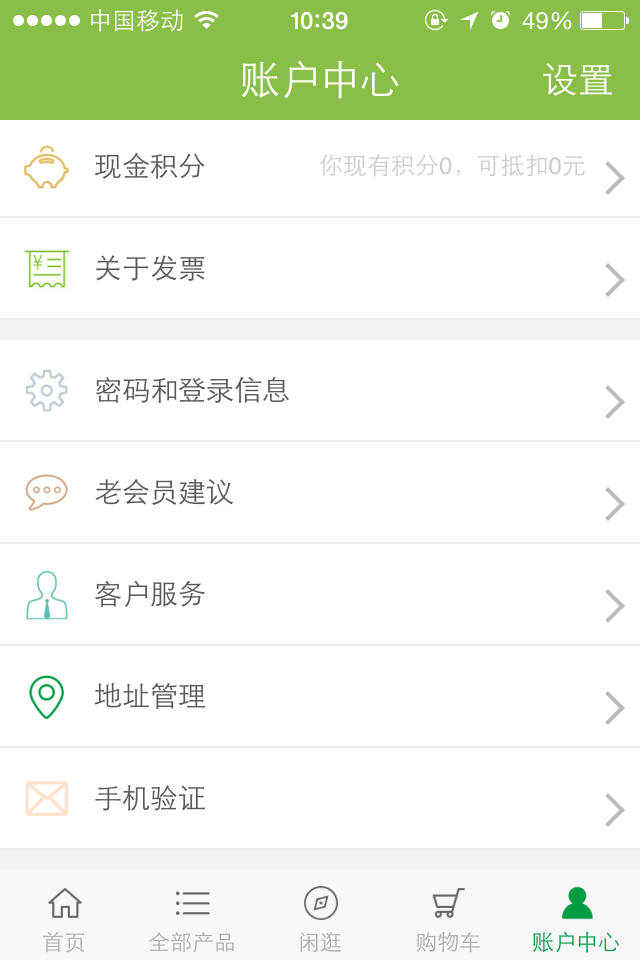 中国移动 10:39 49%
账户中心 设置
现金积分 你现有积分0，可抵扣0元
¥
关于发票
密码和登录信息
老会员建议
客户服务
地址管理
手机验证
首页 全部产品 闲逛 购物车 账户中心